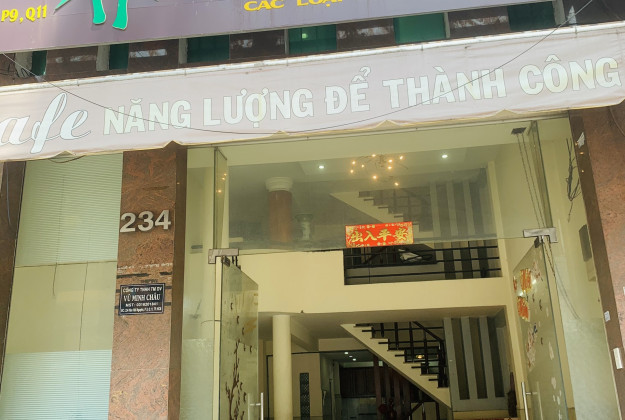 P9, Q11
CÁC LOẠI
afe NĂNG LƯỢNG ĐỂ THÀNH CÔNG
234
出入平安
CÔNG TY TNHH TM DV
VŨ MINH CHÂU